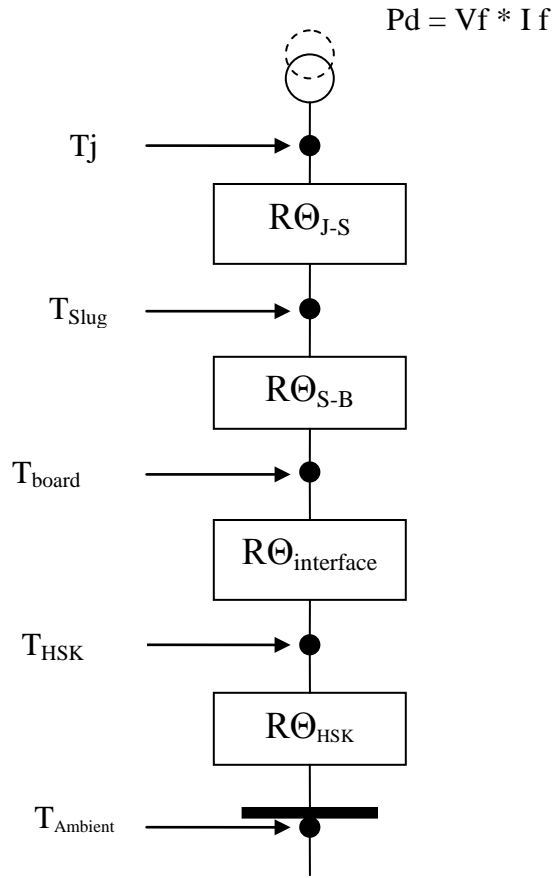 Pd = Vf * I f
Tj
RΘJ-S
TSlug
RΘS-B
Tboard
RΘinterface
THSK
RΘHSK
TAmbient